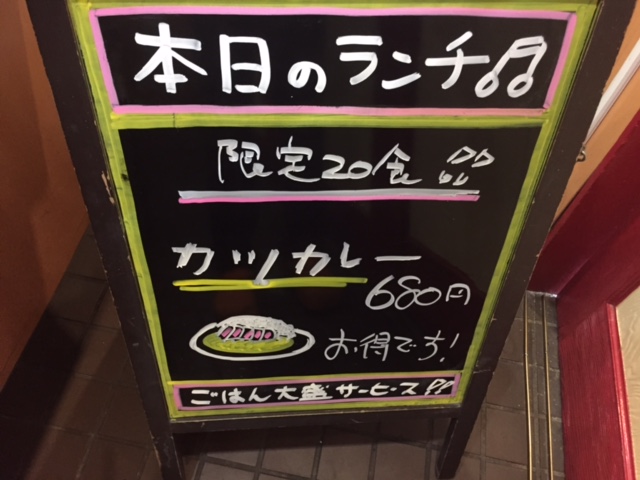 本日のランチ♫
限定20食!!
カツカレー
680円
お得です!
ごはん大盛サービス!!